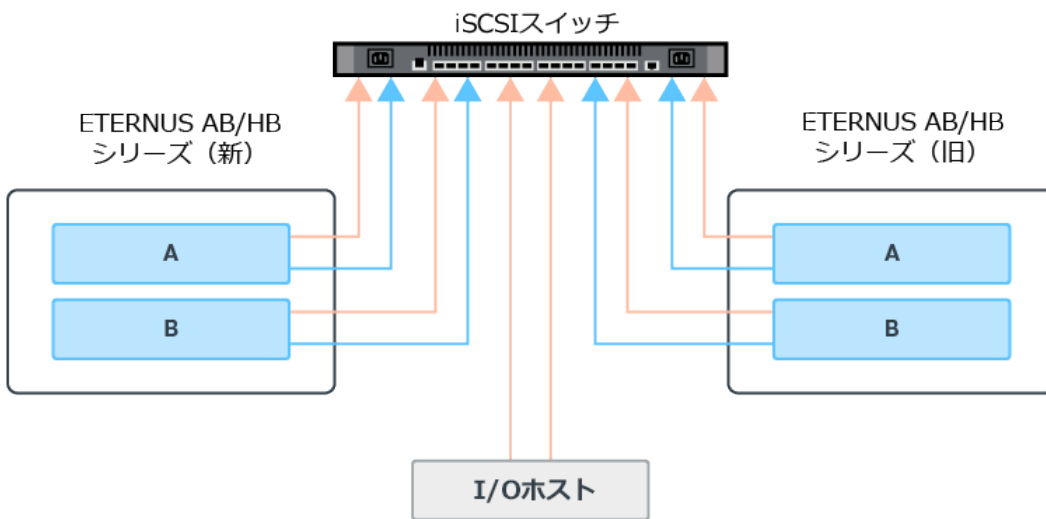 iSCSIスイッチ
ETERNUS AB/HB
シリーズ（新）
ETERNUS AB/HB
シリーズ（旧）
A
A
B
B
I/Oホスト